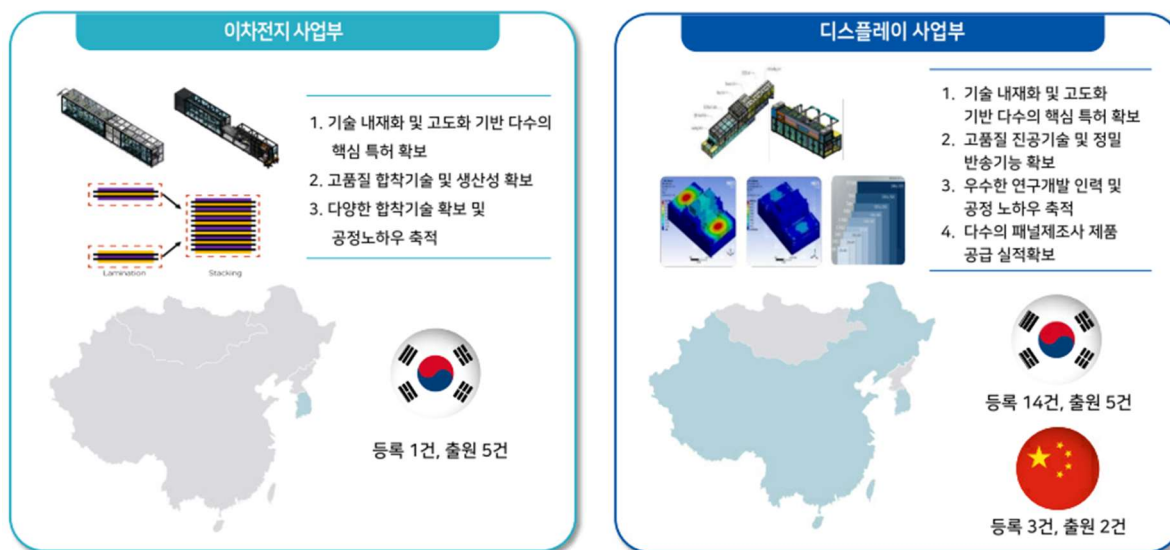 이차전지 사업부
1. 기술 내재화 및 고도화 기반 다수의
핵심 특허 확보
2. 고품질 합착기술 및 생산성 확보
3. 다양한 합착기술 확보 및
공정노하우 축적
Lamination
Stacking
등록 1건, 출원 5건
디스플레이 사업부
1. 기술 내재화 및 고도화
기반 다수의 핵심 특허 확보
2. 고품질 진공기술 및 정밀
반송기능 확보
3. 우수한 연구개발 인력 및
공정 노하우 축적
4. 다수의 패널제조사 제품
공급 실적확보
등록 14건, 출원 5건
등록 3건, 출원 2건